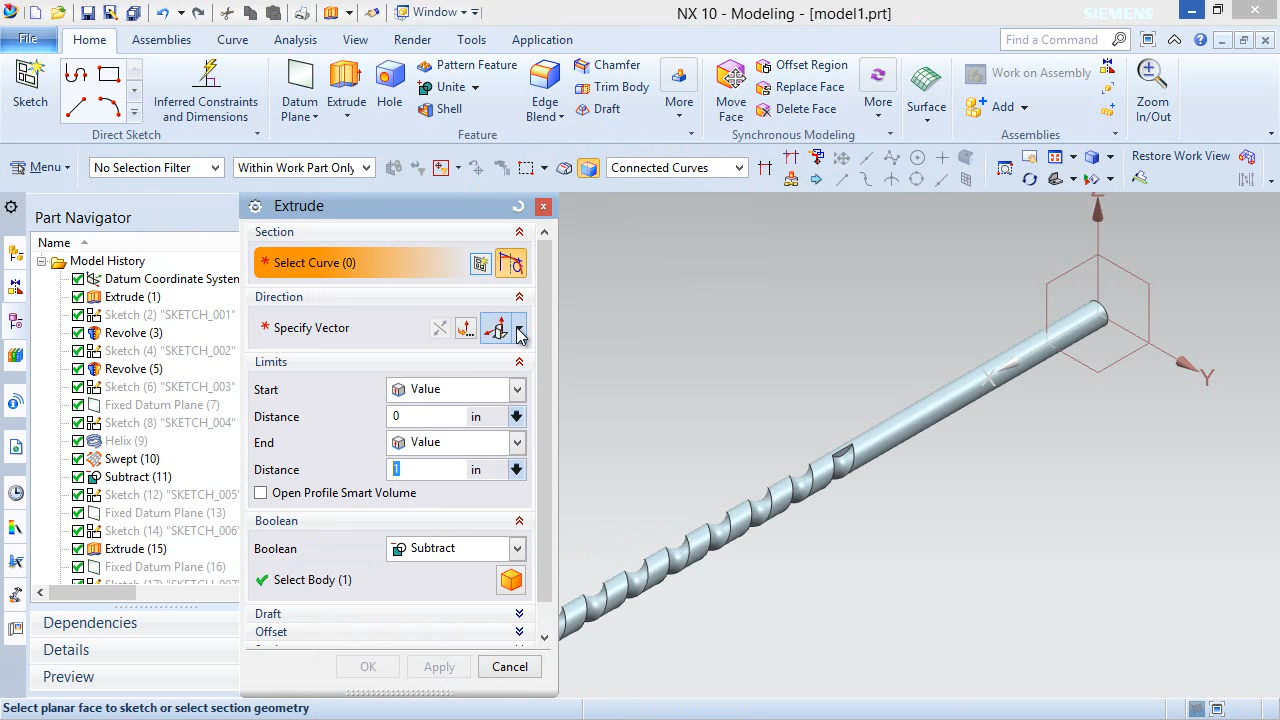 Window
NX 10 - Modeling - [model1.prt]
SIEMENS
File
Home
Assemblies
Curve
Analysis
View
Render
Tools
Application
Find a Command
Sketch
Inferred Constraints
and Dimensions
Direct Sketch
Datum
Plane
Extrude
Hole
Pattern Feature
Unite
Shell
Edge
Blend
Chamfer
Trim Body
Draft
More
Feature
Move
Face
Offset Region
Replace Face
Delete Face
More
Synchronous Modeling
Surface
Work on Assembly
Add
Assemblies
Zoom
In/Out
Menu
No Selection Filter
Within Work Part Only
Connected Curves
Restore Work View
Part Navigator
Name
Model History
Datum Coordinate System
Extrude (1)
Sketch (2) "SKETCH_001"
Revolve (3)
Sketch (4) "SKETCH_002"
Revolve (5)
Sketch (6) "SKETCH_003"
Fixed Datum Plane (7)
Sketch (8) "SKETCH_004"
Helix (9)
Swept (10)
Subtract (11)
Sketch (12) "SKETCH_005"
Fixed Datum Plane (13)
Sketch (14) "SKETCH_006"
Extrude (15)
Fixed Datum Plane (16)
Sketch (17) "SKETCH_007"
Dependencies
Details
Preview
Extrude
Section
* Select Curve (0)
Direction
* Specify Vector
Limits
Start
Value
Distance
0
in
End
Value
Distance
1
in
Open Profile Smart Volume
Boolean
Boolean
Subtract
Select Body (1)
Draft
Offset
OK
Apply
Cancel
Z
X
Y
Select planar face to sketch or select section geometry